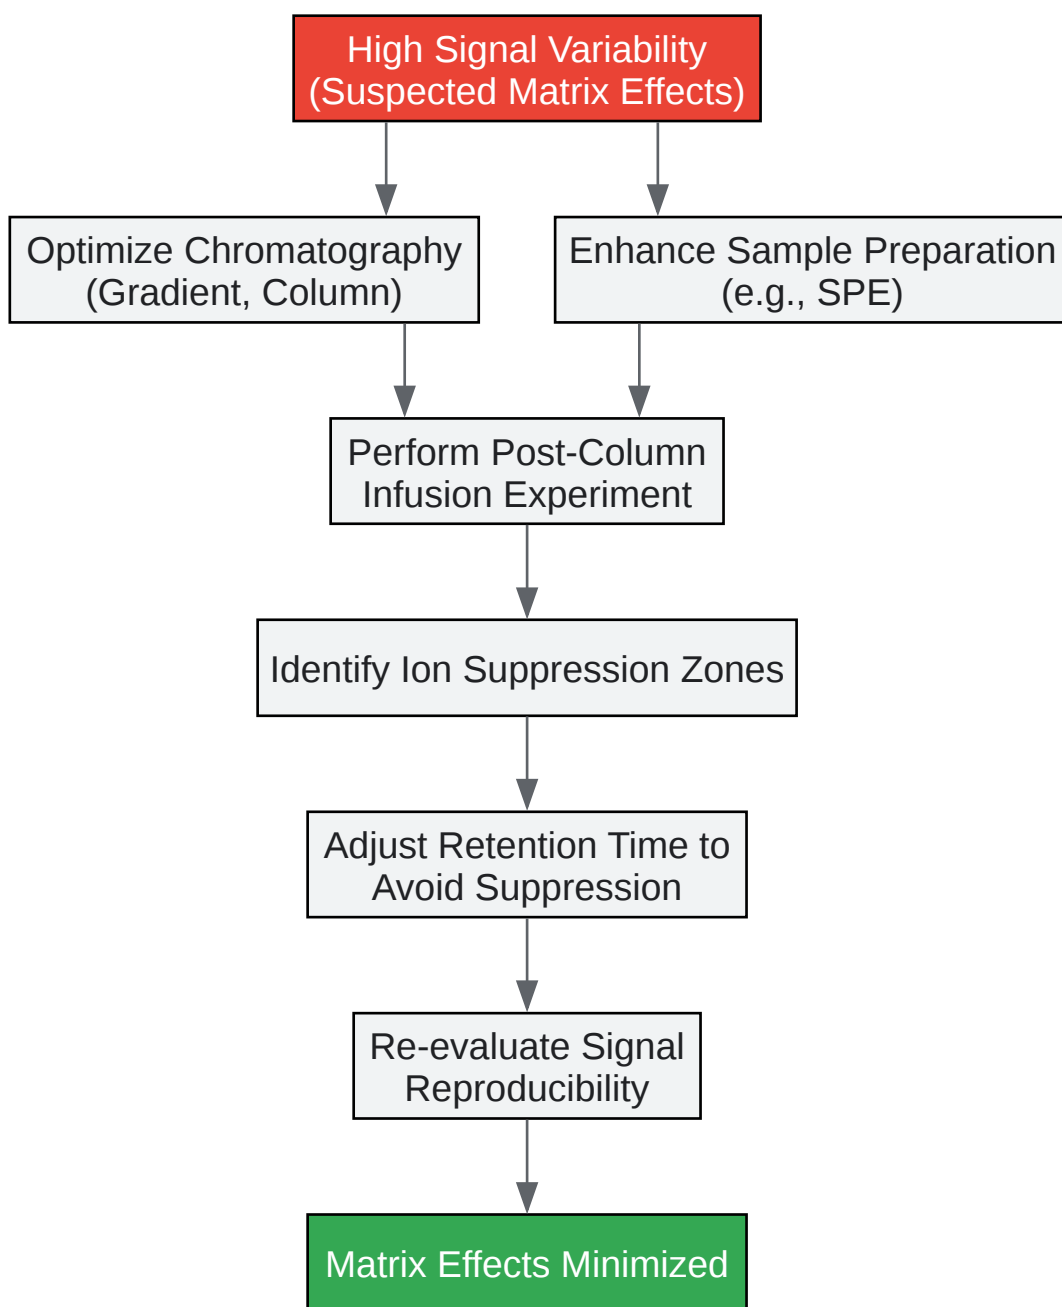 High Signal Variability
(Suspected Matrix Effects)
Optimize Chromatography
(Gradient, Column)
Enhance Sample Preparation
(e.g., SPE)
Perform Post-Column
Infusion Experiment
Identify Ion Suppression Zones
Adjust Retention Time to
Avoid Suppression
Re-evaluate Signal
Reproducibility
Matrix Effects Minimized